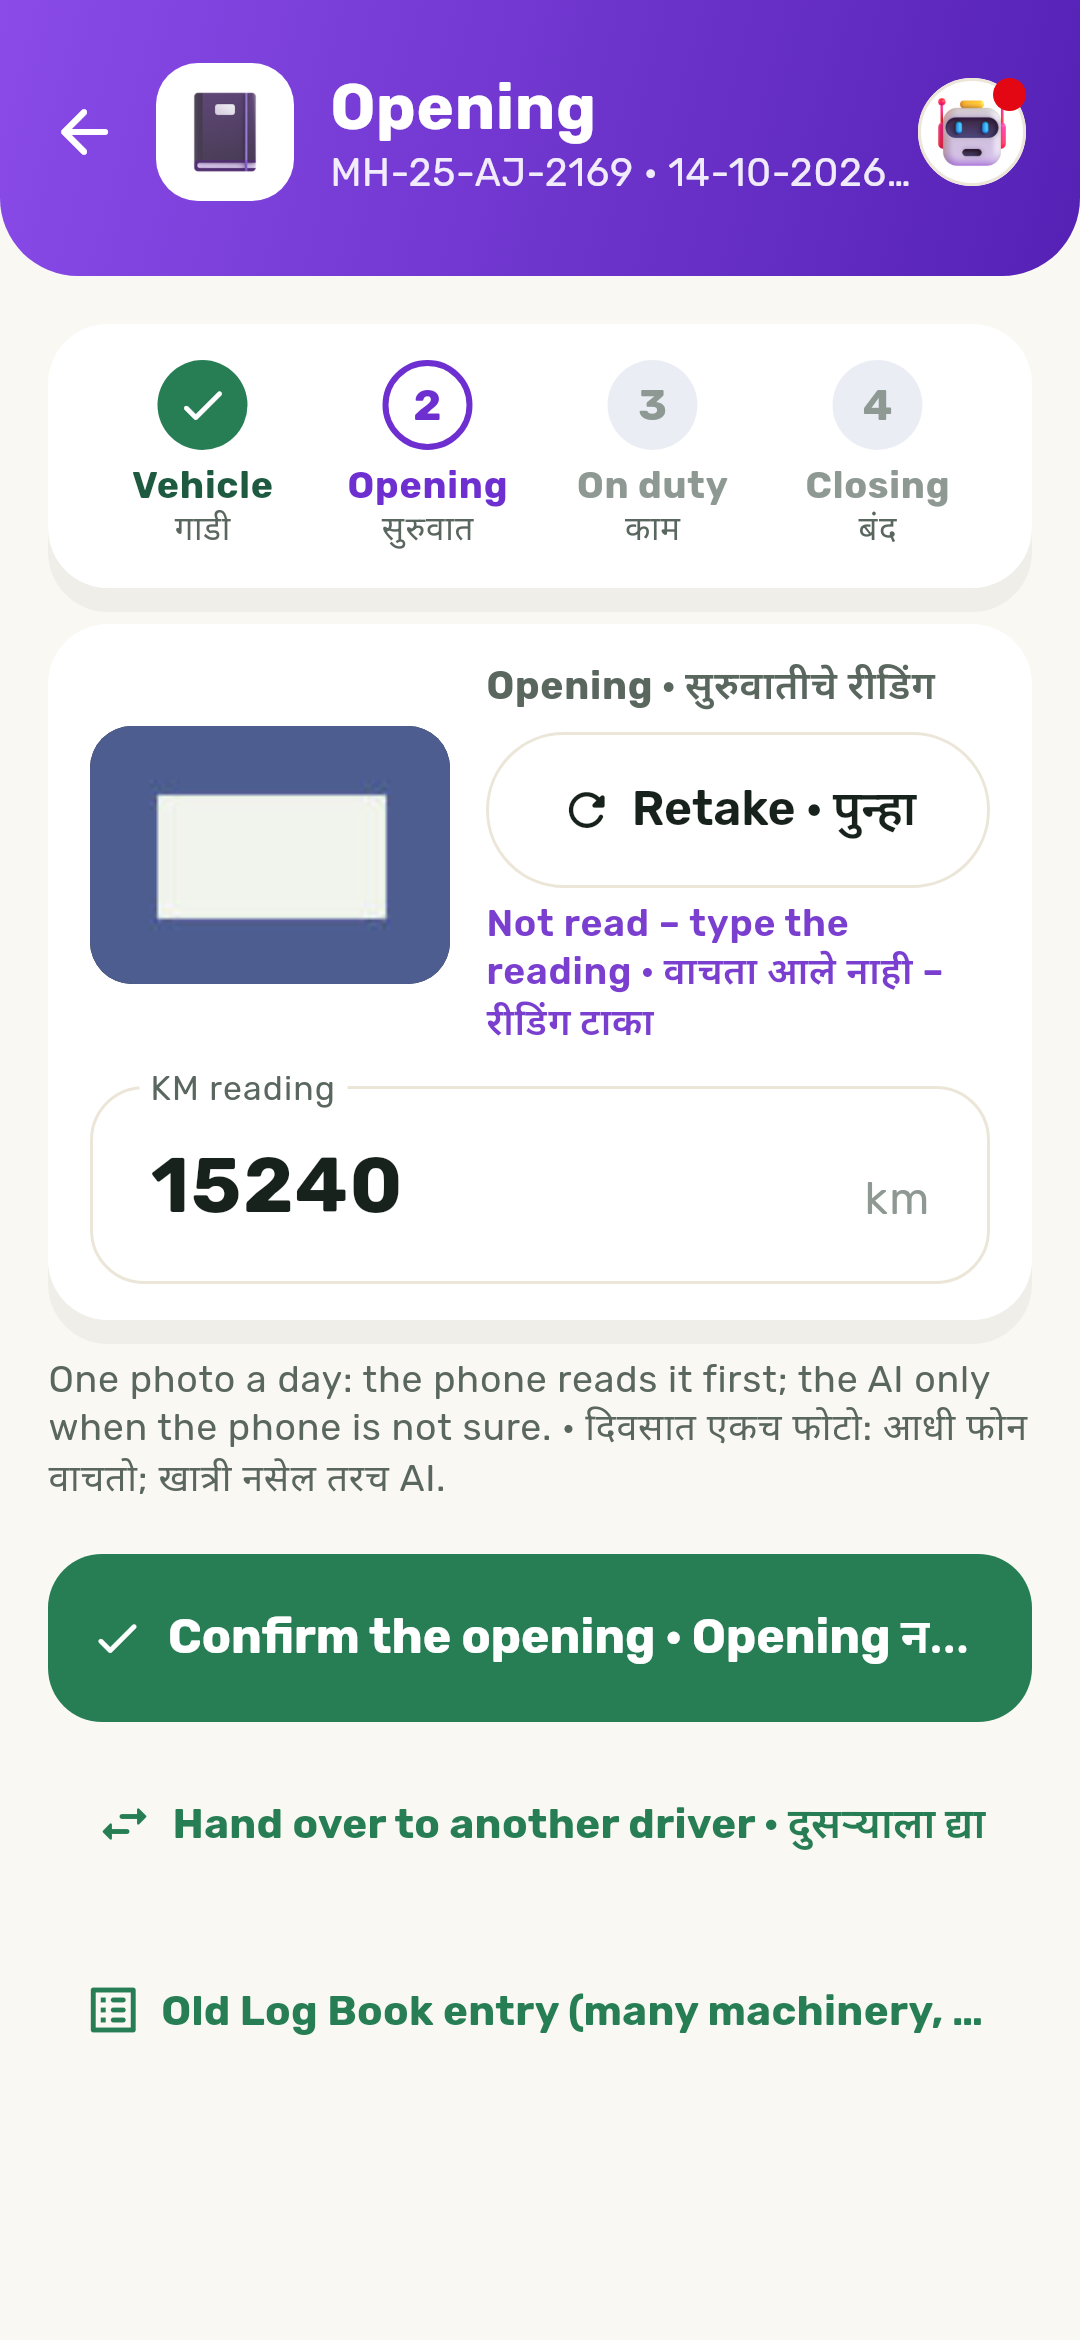 Opening
MH-25-AJ-2169 • 14-10-2026...
2
3
4
Vehicle
Opening
On duty
Closing
गाडी
सुरुवात
काम
बंद
Opening • सुरुवातीचे रीडिंग
Retake • पुन्हा
Not read – type the
reading • वाचता आले नाही –
रीडिंग टाका
KM reading
15240
km
One photo a day: the phone reads it first; the AI only
when the phone is not sure. • दिवसात एकच फोटो: आधी फोन
वाचतो; खात्री नसेल तरच AI.
Confirm the opening • Opening न...
Hand over to another driver • दुसऱ्याला द्या
Old Log Book entry (many machinery, ...